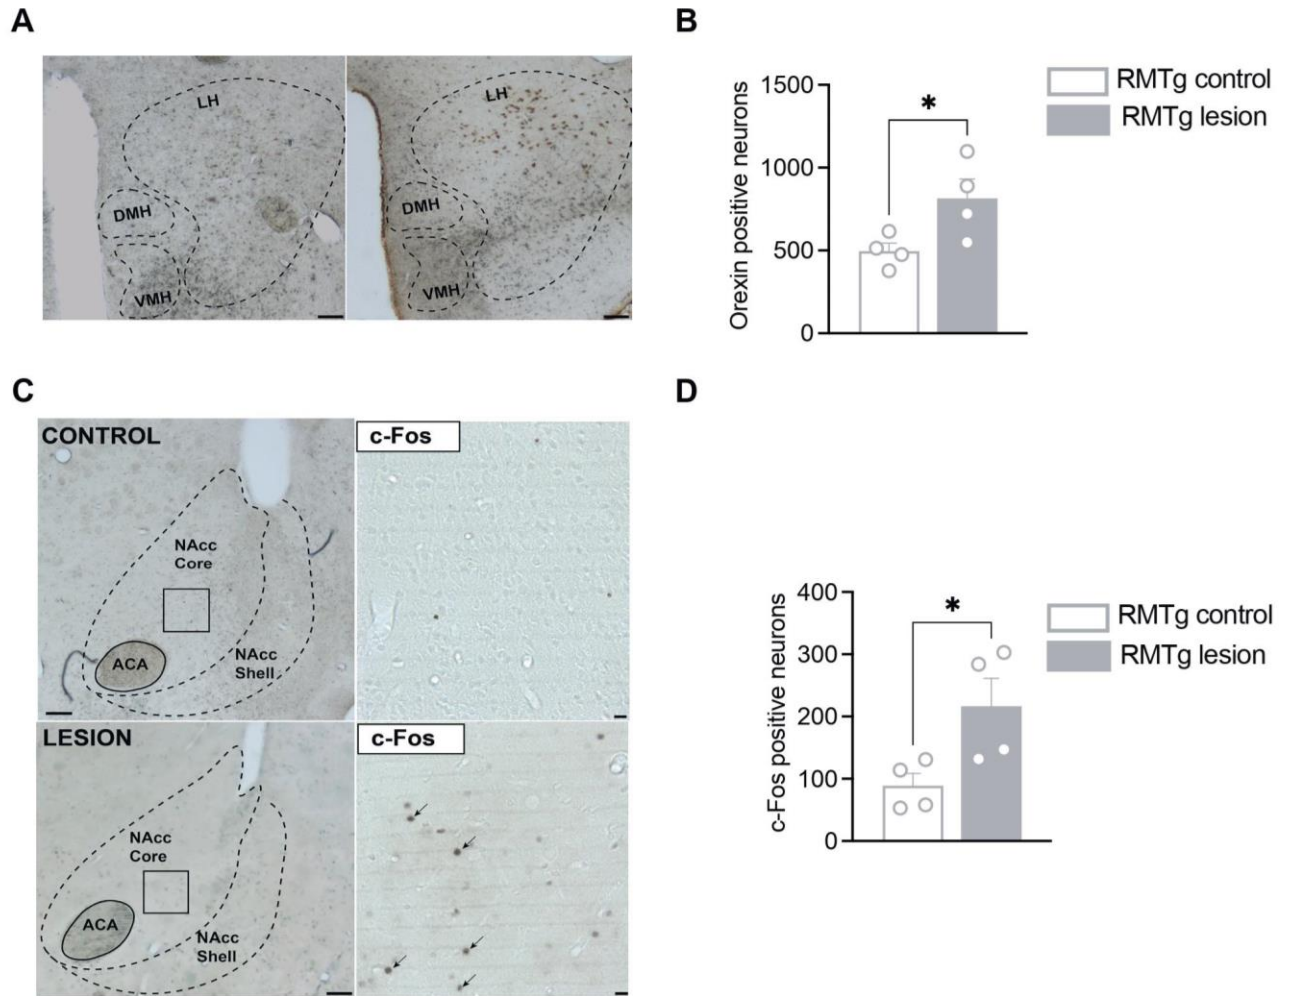 A
LH
DMH
VMH
LH
DMH
VMH
B
Orexin positive neurons
1500
1000
500
0
*
RMTg control
RMTg lesion
C
CONTROL
NAcc
Core
ACA
NAcc
Shell
c-Fos
LESION
NAcc
Core
ACA
NAcc
Shell
c-Fos
D
c-Fos positive neurons
400
300
200
100
0
*
RMTg control
RMTg lesion